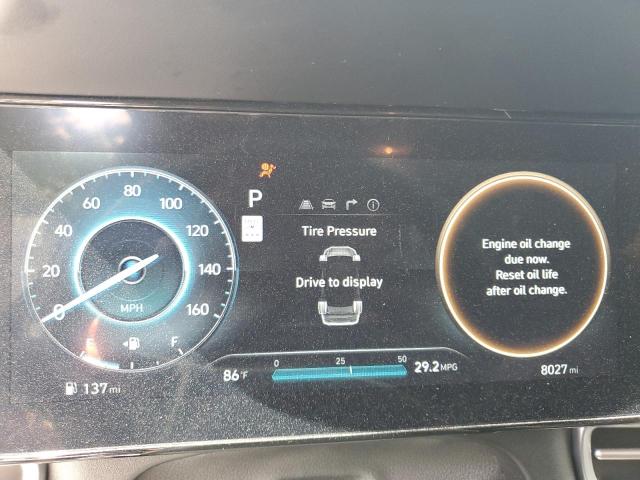 80
60
100
40
120
20
140
0
160
MPH
E
F
137 mi
P
Tire Pressure
Drive to display
86°F
0
25
50
29.2 MPG
Engine oil change
due now.
Reset oil life
after oil change.
8027 mi